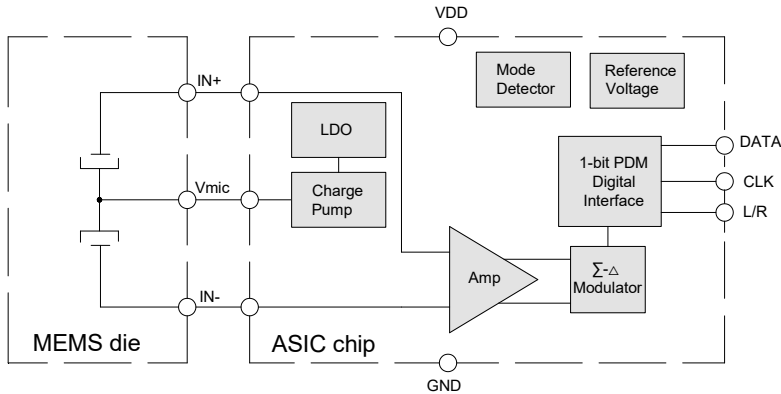 VDD
IN+
Mode
Detector
Reference
Voltage
LDO
DATA
1-bit PDM
Digital
Interface
CLK
Vmic
Charge
Pump
L/R
Amp
∑-△
Modulator
IN-
MEMS die
ASIC chip
GND